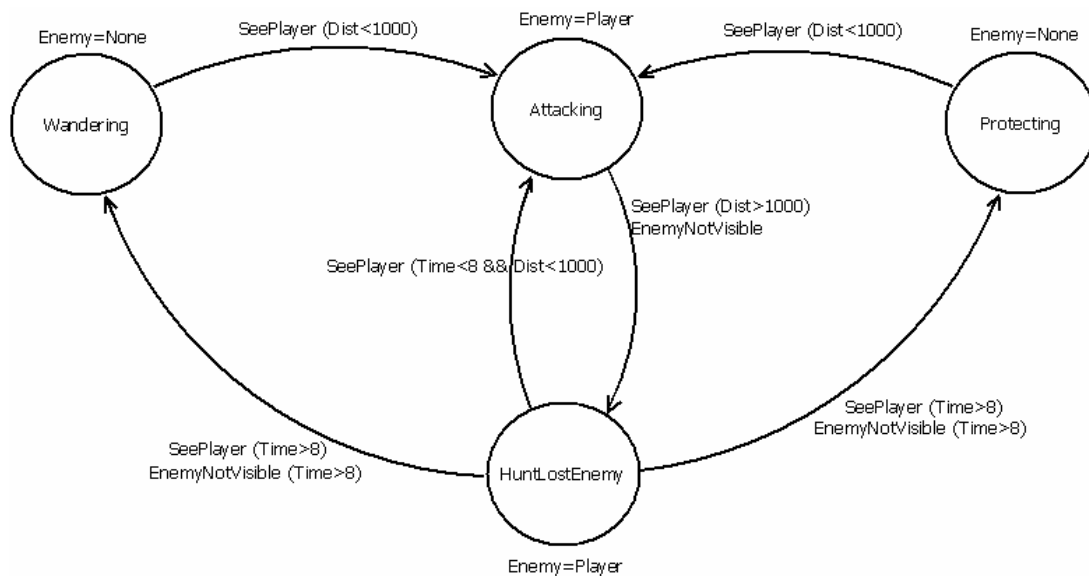 Enemy=None
SeePlayer (Dist<1000)
Enemy=Player
SeePlayer (Dist<1000)
Enemy=None
Wandering
Attacking
Protecting
SeePlayer (Dist>1000)
EnemyNotVisible
SeePlayer (Time<8 && Dist<1000)
SeePlayer (Time>8)
EnemyNotVisible (Time>8)
SeePlayer (Time>8)
EnemyNotVisible (Time>8)
HuntLostEnemy
Enemy=Player